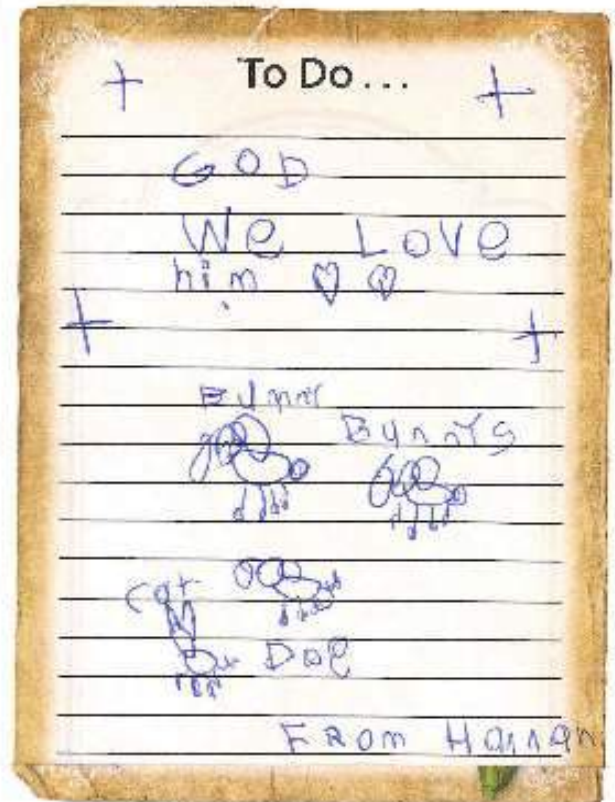 To Do...
GOD
We Love
him
Bunny
Bunnys
Cat
Dog
From Hannah